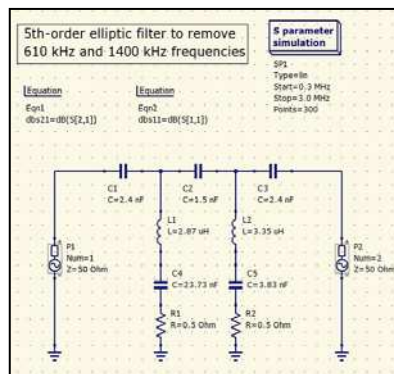 5th-order elliptic filter to remove
610 kHz and 1400 kHz frequencies
S parameter
simulation
SP1
Type=lin
Start=0.3 MHz
Stop=3.0 MHz
Points=300
Equation
Eqn1
dbs21=dB(S[2,1])
Equation
Eqn2
dbs11=dB(S[1,1])
C1
C=2.4 nF
C2
C=1.5 nF
C3
C=2.4 nF
L1
L=2.87 uH
L2
L=3.35 uH
P1
Num=1
Z=50 Ohm
P2
Num=2
Z=50 Ohm
C4
C=23.73 nF
C5
C=3.83 nF
R1
R=0.5 Ohm
R2
R=0.5 Ohm